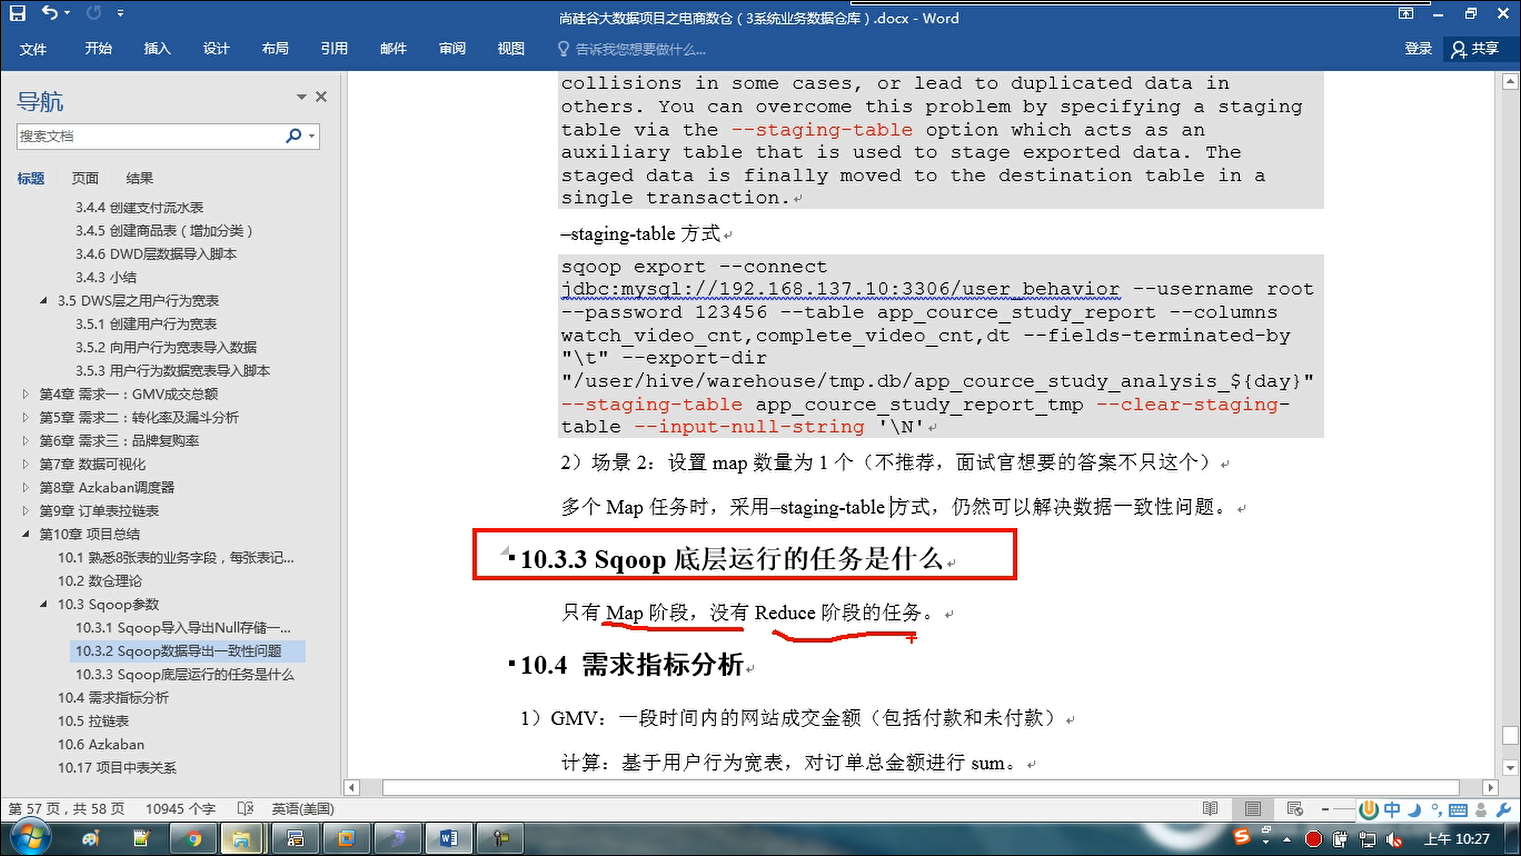 尚硅谷大数据项目之电商数仓（3系统业务数据仓库）.docx - Word
文件 开始 插入 设计 布局 引用 邮件 审阅 视图 告诉我您想要做什么... 登录 共享
导航
搜索文档
标题 页面 结果
3.4.4 创建支付流水表
3.4.5 创建商品表（增加分类）
3.4.6 DWD层数据导入脚本
3.4.3 小结
3.5 DWS层之用户行为宽表
3.5.1 创建用户行为宽表
3.5.2 向用户行为宽表导入数据
3.5.3 用户行为数据宽表导入脚本
第4章 需求一：GMV成交总额
第5章 需求二：转化率及漏斗分析
第6章 需求三：品牌复购率
第7章 数据可视化
第8章 Azkaban调度器
第9章 订单表拉链表
第10章 项目总结
10.1 熟悉8张表的业务字段，每张表记...
10.2 数仓理论
10.3 Sqoop参数
10.3.1 Sqoop导入导出Null存储一...
10.3.2 Sqoop数据导出一致性问题
10.3.3 Sqoop底层运行的任务是什么
10.4 需求指标分析
10.5 拉链表
10.6 Azkaban
10.17 项目中表关系
collisions in some cases, or lead to duplicated data in
others. You can overcome this problem by specifying a staging
table via the --staging-table option which acts as an
auxiliary table that is used to stage exported data. The
staged data is finally moved to the destination table in a
single transaction.
–staging-table 方式
sqoop export --connect
jdbc:mysql://192.168.137.10:3306/user_behavior --username root
--password 123456 --table app_cource_study_report --columns
watch_video_cnt,complete_video_cnt,dt --fields-terminated-by
"\t" --export-dir
"/user/hive/warehouse/tmp.db/app_cource_study_analysis_${day}"
--staging-table app_cource_study_report_tmp --clear-staging-
table --input-null-string '\N'
2）场景 2：设置 map 数量为 1 个（不推荐，面试官想要的答案不只这个）
多个 Map 任务时，采用–staging-table 方式，仍然可以解决数据一致性问题。
10.3.3 Sqoop 底层运行的任务是什么
只有 Map 阶段，没有 Reduce 阶段的任务。
10.4 需求指标分析
1）GMV：一段时间内的网站成交金额（包括付款和未付款）
计算：基于用户行为宽表，对订单总金额进行 sum。
第 57 页，共 58 页 10945 个字 英语(美国)
中
上午 10:27